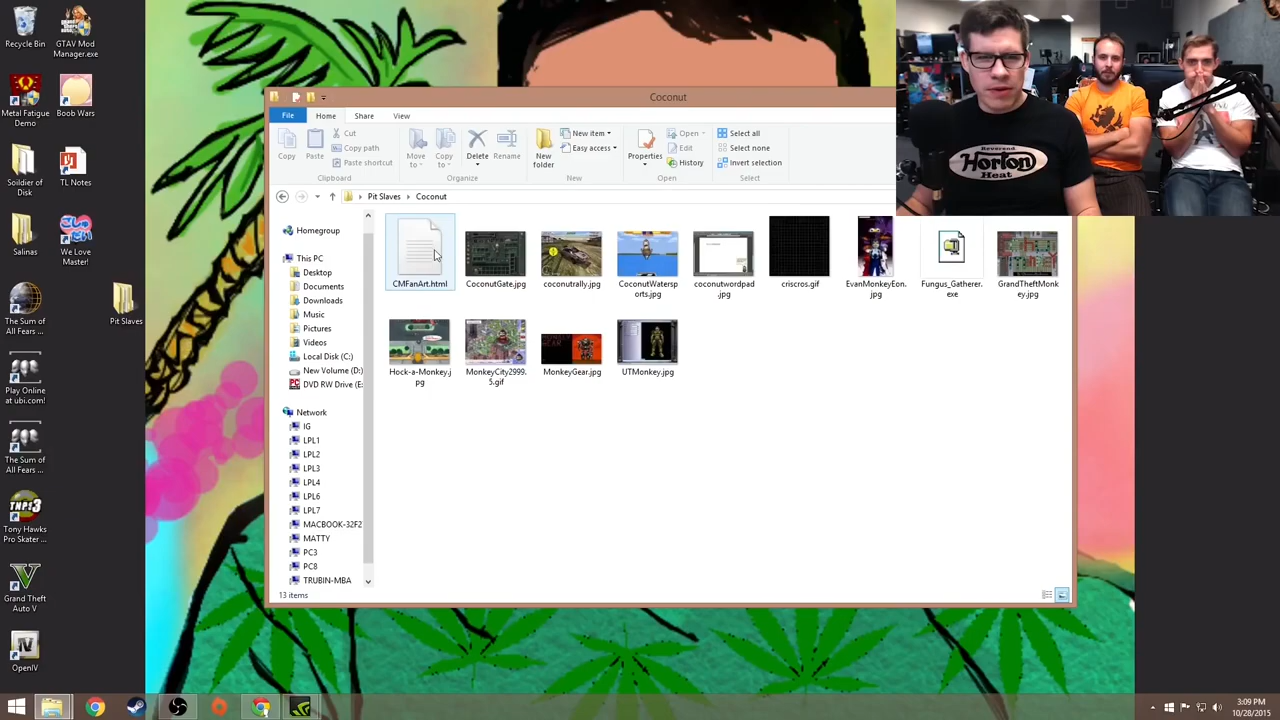 Recycle Bin
GTAV Mod
Manager.exe
Metal Fatigue
Demo
Boob Wars
Soldier of
Disk
TL Notes
Salinas
We Love
Master!
The Sum of
All Fears ...
Pit Slaves
Play Online
at ubi.com!
The Sum of
All Fears ...
Tony Hawks
Pro Skater ...
Grand Theft
Auto V
OpenIV
Coconut
File
Home
Share
View
Copy
Paste
Cut
Copy path
Paste shortcut
Clipboard
Move
to
Copy
to
Delete
Rename
Organize
New
folder
New item
Easy access
New
Properties
Open
Edit
History
Open
Select all
Select none
Invert selection
Select
Pit Slaves
Coconut
Homegroup
This PC
Desktop
Documents
Downloads
Music
Pictures
Videos
Local Disk (C:)
New Volume (D:)
DVD RW Drive (E:
Network
IG
LPL1
LPL2
LPL3
LPL4
LPL6
LPL7
MACBOOK-32F2
MATTY
PC3
PC8
TRUBIN-MBA
CMFanArt.html
CoconutGate.jpg
coconutrally.jpg
CoconutWatersp
orts.jpg
coconutwordpad
.jpg
criscros.gif
EvanMonkeyEon.
jpg
Fungus_Gatherer.
exe
GrandTheftMonk
ey.jpg
Hock-a-Monkey.j
pg
MonkeyCity2999.
5.gif
MonkeyGear.jpg
UTMonkey.jpg
13 items
Reverend
Horton
Heat
3:09 PM
10/28/2015